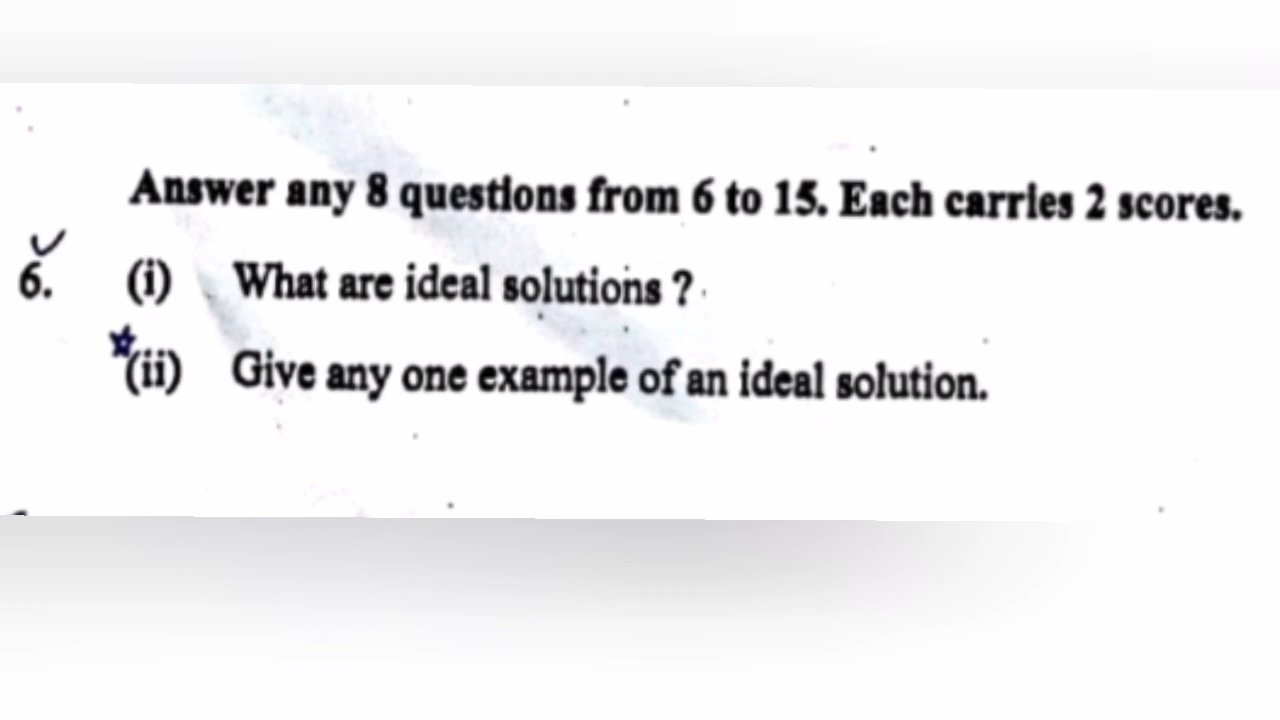 Answer any 8 questions from 6 to 15. Each carries 2 scores.
6. (i) What are ideal solutions ?
(ii) Give any one example of an ideal solution.